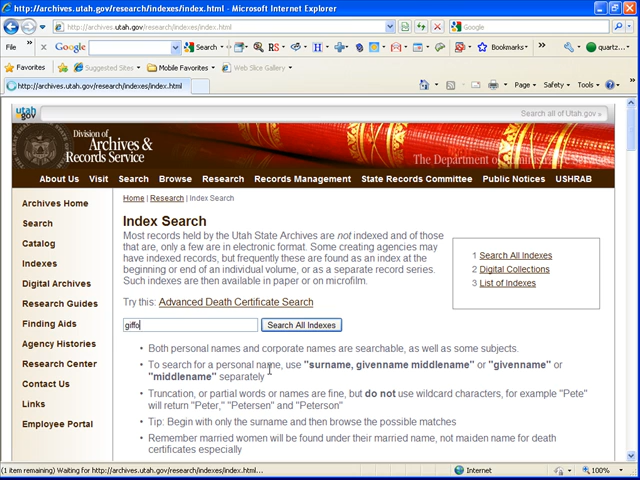 http://archives.utah.gov/research/indexes/index.html - Microsoft Internet Explorer
http://archives.utah.gov/research/indexes/index.html
Google
File
Google
Search
Bookmarks
quartz...
Favorites
Suggested Sites
Mobile Favorites
Web Slice Gallery
http://archives.utah.gov/research/indexes/index.html
Page
Safety
Tools
utah
gov
Search all of Utah.gov »
Division of
Archives &
Records Service
The Department of
About Us Visit Search Browse Research Records Management State Records Committee Public Notices USHRAB
Archives Home
Search
Catalog
Indexes
Digital Archives
Research Guides
Finding Aids
Agency Histories
Research Center
Contact Us
Links
Employee Portal
Home | Research | Index Search
Index Search
Most records held by the Utah State Archives are not indexed and of those
that are, only a few are in electronic format. Some creating agencies may
have indexed records, but frequently these are found as an index at the
beginning or end of an individual volume, or as a separate record series.
Such indexes are then available in paper or on microfilm.
1 Search All Indexes
2 Digital Collections
3 List of Indexes
Try this: Advanced Death Certificate Search
giffo
Search All Indexes
• Both personal names and corporate names are searchable, as well as some subjects.
• To search for a personal name, use "surname, givenname middlename" or "givenname" or
"middlename" separately
• Truncation, or partial words or names are fine, but do not use wildcard characters, for example "Pete"
will return "Peter," "Petersen" and "Peterson"
• Tip: Begin with only the surname and then browse the possible matches
• Remember married women will be found under their married name, not maiden name for death
certificates especially
(1 item remaining) Waiting for http://archives.utah.gov/research/indexes/index.html...
Internet
100%